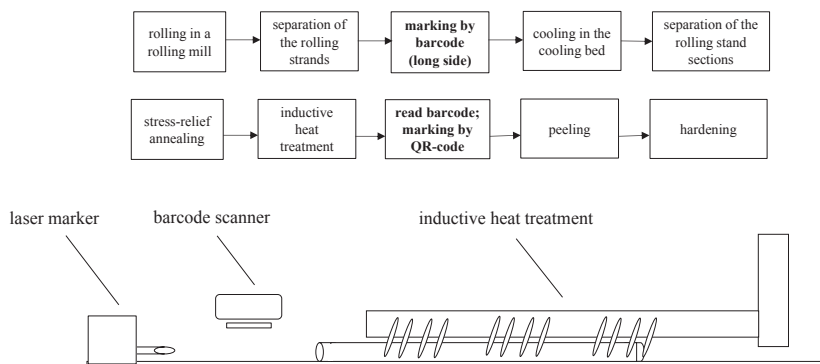 rolling in a
rolling mill
separation of
the rolling
strands
marking by
barcode
(long side)
cooling in the
cooling bed
separation of the
rolling stand
sections
stress-relief
annealing
inductive
heat
treatment
read barcode;
marking by
QR-code
peeling
hardening
laser marker
barcode scanner
inductive heat treatment